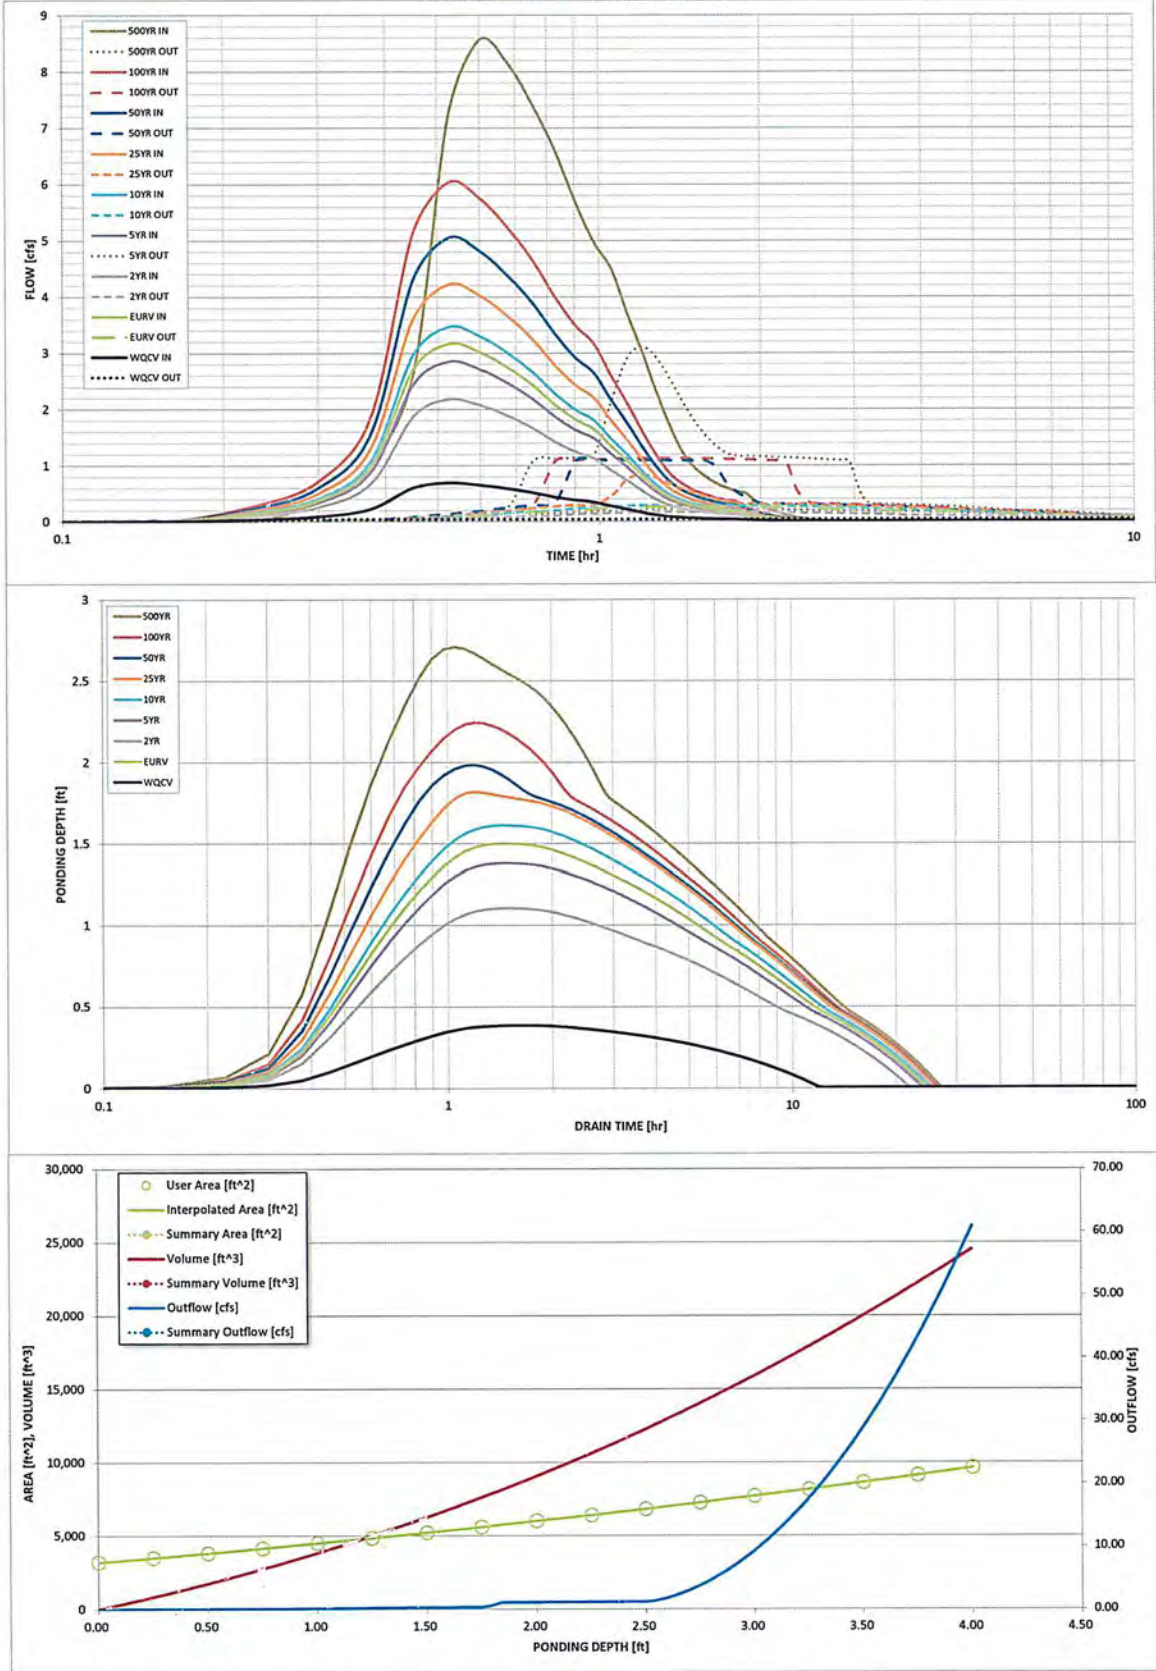 9
8
7
6
5
4
3
2
1
0
FLOW [cfs]
500YR IN
500YR OUT
100YR IN
100YR OUT
50YR IN
50YR OUT
25YR IN
25YR OUT
10YR IN
10YR OUT
5YR IN
5YR OUT
2YR IN
2YR OUT
EURV IN
EURV OUT
WQCV IN
WQCV OUT
0.1 1 10
TIME [hr]
3
2.5
2
1.5
1
0.5
0
PONDING DEPTH [ft]
500YR
100YR
50YR
25YR
10YR
5YR
2YR
EURV
WQCV
0.1 1 10 100
DRAIN TIME [hr]
30,000
25,000
20,000
15,000
10,000
5,000
0
AREA [ft^2], VOLUME [ft^3]
User Area [ft^2]
Interpolated Area [ft^2]
Summary Area [ft^2]
Volume [ft^3]
Summary Volume [ft^3]
Outflow [cfs]
Summary Outflow [cfs]
70.00
60.00
50.00
40.00
30.00
20.00
10.00
0.00
OUTFLOW [cfs]
0.00 0.50 1.00 1.50 2.00 2.50 3.00 3.50 4.00 4.50
PONDING DEPTH [ft]